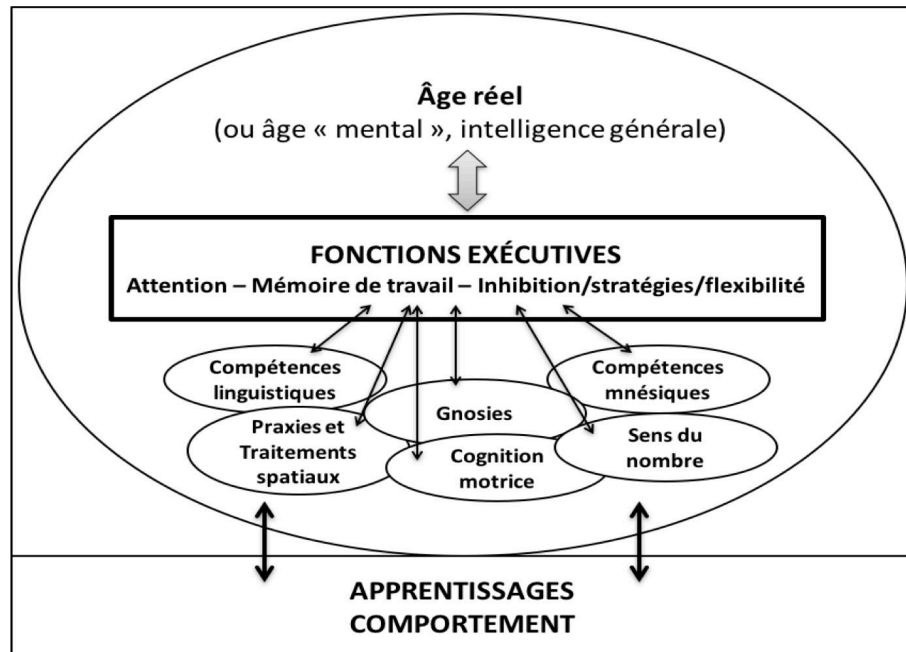 Âge réel
(ou âge « mental », intelligence générale)
FONCTIONS EXÉCUTIVES
Attention – Mémoire de travail – Inhibition/stratégies/flexibilité
Compétences
linguistiques
Compétences
mnésiques
Gnosies
Praxies et
Traitements
spatiaux
Cognition
motrice
Sens du
nombre
APPRENTISSAGES
COMPORTEMENT